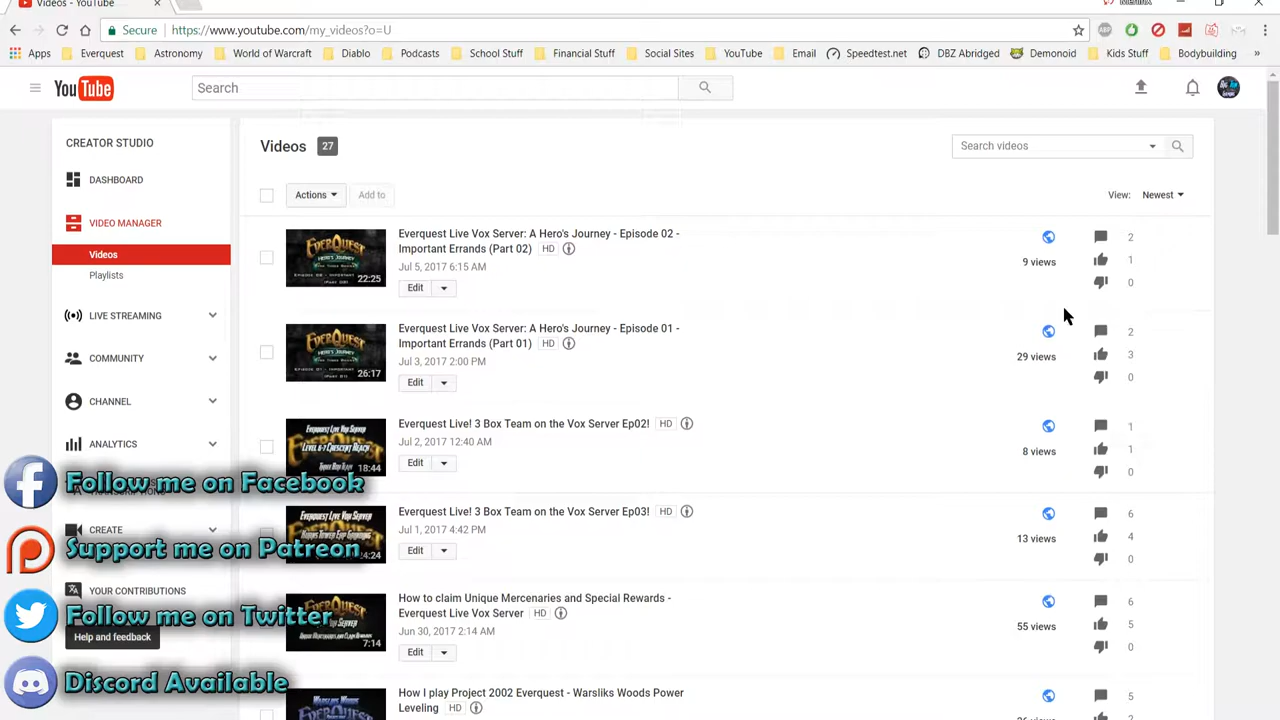 Videos - YouTube
Secure https://www.youtube.com/my_videos?o=U
Apps Everquest Astronomy World of Warcraft Diablo Podcasts School Stuff Financial Stuff Social Sites YouTube Email Speedtest.net DBZ Abridged Demonoid Kids Stuff Bodybuilding »
YouTube Search
CREATOR STUDIO
DASHBOARD
VIDEO MANAGER
Videos
Playlists
LIVE STREAMING
COMMUNITY
CHANNEL
ANALYTICS
CREATE
YOUR CONTRIBUTIONS
Help and feedback
Follow me on Facebook
Support me on Patreon
Follow me on Twitter
Discord Available
Videos 27
Search videos
Actions Add to
View: Newest
Everquest Live Vox Server: A Hero's Journey - Episode 02 -
Important Errands (Part 02) HD
Jul 5, 2017 6:15 AM
Edit
22:25
9 views
2
1
0
Everquest Live Vox Server: A Hero's Journey - Episode 01 -
Important Errands (Part 01) HD
Jul 3, 2017 2:00 PM
Edit
26:17
29 views
2
3
0
Everquest Live! 3 Box Team on the Vox Server Ep02! HD
Jul 2, 2017 12:40 AM
Edit
18:44
8 views
1
1
0
Everquest Live! 3 Box Team on the Vox Server Ep03! HD
Jul 1, 2017 4:42 PM
Edit
24:24
13 views
6
4
0
How to claim Unique Mercenaries and Special Rewards -
Everquest Live Vox Server HD
Jun 30, 2017 2:14 AM
Edit
7:14
55 views
6
5
0
How I play Project 2002 Everquest - Warsliks Woods Power
Leveling HD
5